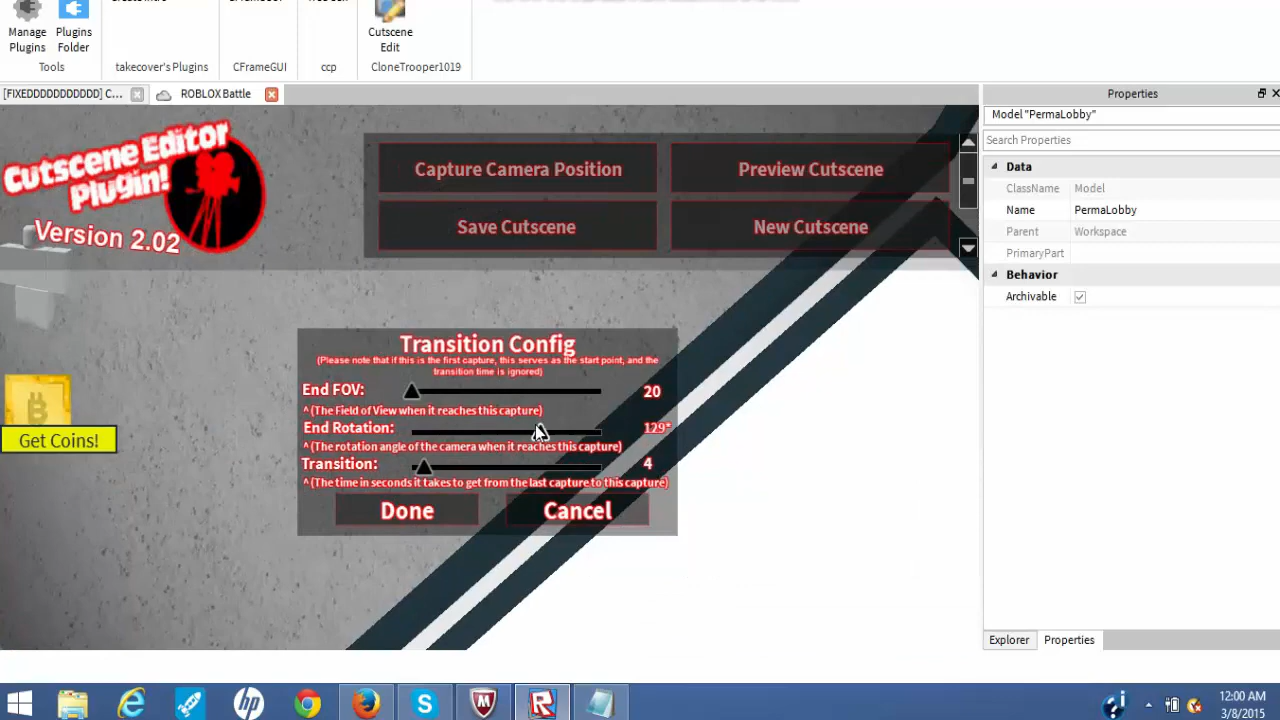 Cutscene
Manage Plugins Edit
Plugins Folder
Tools takeover's Plugins CFrameGUI ccp CloneTrooper1019
[FIXEDDDDDDDDDDD] C... ROBLOX Battle Properties
Model "PermaLobby"
Search Properties
Cutscene Editor
Plugin!
Version 2.02
Capture Camera Position Preview Cutscene
Save Cutscene New Cutscene
Data
ClassName Model
Name PermaLobby
Parent Workspace
PrimaryPart
Behavior
Archivable
Transition Config
(Please note that if this is the first capture, this serves as the start point, and the
transition time is ignored)
End FOV: 20
^ (The Field of View when it reaches this capture)
End Rotation: 129°
^ (The rotation angle of the camera when it reaches this capture)
Transition: 4
^ (The time in seconds it takes to get from the last capture to this capture)
Done Cancel
Get Coins!
Explorer Properties
12:00 AM
3/8/2015